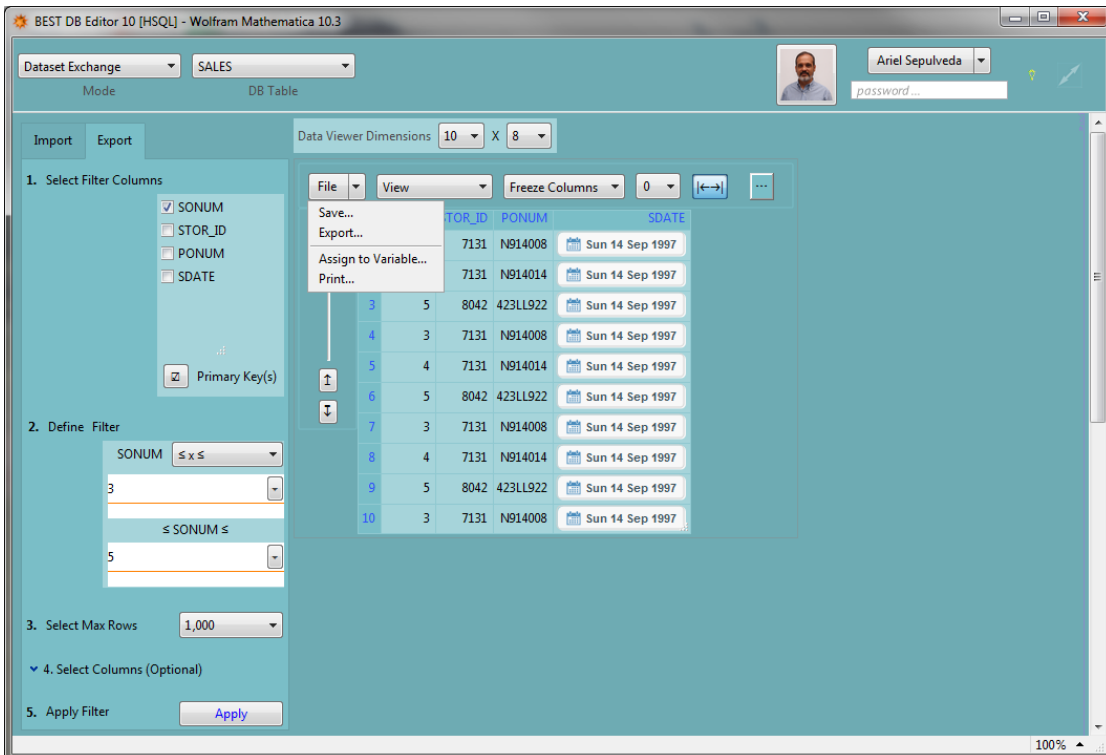 BEST DB Editor 10 [HSQL] - Wolfram Mathematica 10.3
Dataset Exchange SALES
Mode DB Table
Ariel Sepulveda
password ...
Import Export
Data Viewer Dimensions 10 X 8
1. Select Filter Columns
SONUM
STOR_ID
PONUM
SDATE
Primary Key(s)
2. Define Filter
SONUM ≤ x ≤
3
≤ SONUM ≤
5
3. Select Max Rows 1,000
4. Select Columns (Optional)
5. Apply Filter Apply
File View Freeze Columns 0 |↔| ...
Save...
Export...
Assign to Variable...
Print...
TOR_ID PONUM SDATE
7131 N914008 Sun 14 Sep 1997
7131 N914014 Sun 14 Sep 1997
3 5 8042 423LL922 Sun 14 Sep 1997
4 3 7131 N914008 Sun 14 Sep 1997
5 4 7131 N914014 Sun 14 Sep 1997
6 5 8042 423LL922 Sun 14 Sep 1997
7 3 7131 N914008 Sun 14 Sep 1997
8 4 7131 N914014 Sun 14 Sep 1997
9 5 8042 423LL922 Sun 14 Sep 1997
10 3 7131 N914008 Sun 14 Sep 1997
100%